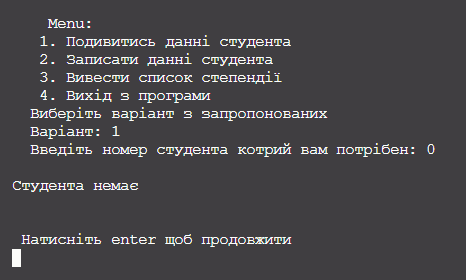 Menu:
1. Подивитись данні студента
2. Записати данні студента
3. Вивести список степендії
4. Вихід з програми
Виберіть варіант з запропонованих
Варіант: 1
Введіть номер студента котрий вам потрібен: 0
Студента немає
Натисніть enter щоб продовжити